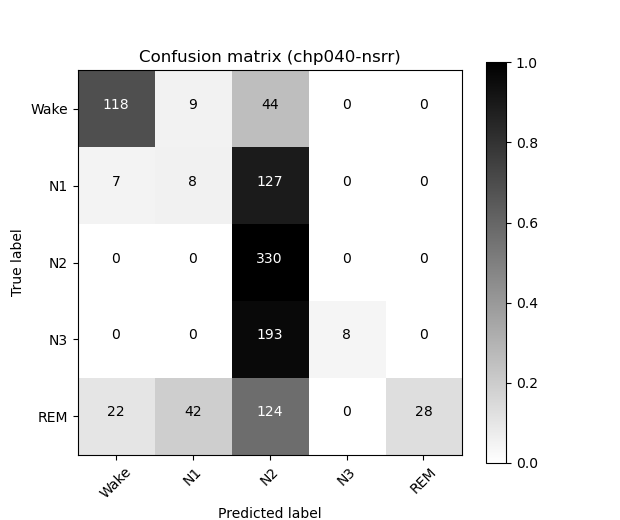 Confusion matrix (chp040-nsrr)
1.0
Wake 118 9 44 0 0
0.8
N1 7 8 127 0 0
0.6
True label
N2 0 0 330 0 0
0.4
N3 0 0 193 8 0
0.2
REM 22 42 124 0 28
0.0
Wake N1 N2 N3 REM
Predicted label